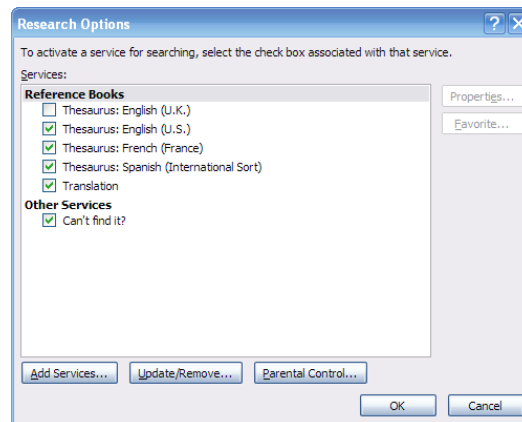 Research Options
To activate a service for searching, select the check box associated with that service.
Services:
Reference Books
Thesaurus: English (U.K.)
Thesaurus: English (U.S.)
Thesaurus: French (France)
Thesaurus: Spanish (International Sort)
Translation
Other Services
Can't find it?
Properties...
Favorite...
Add Services... Update/Remove... Parental Control...
OK Cancel